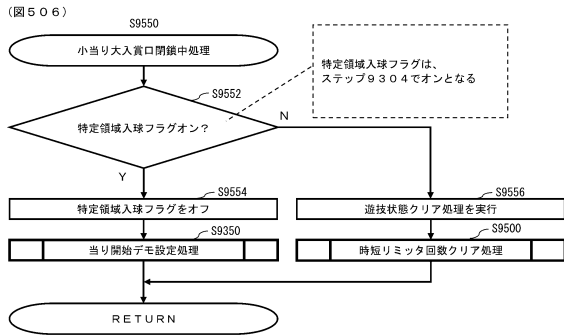 (図506)
S9550
小当り大入賞口閉鎖中処理
特定領域入球フラグは、
ステップ9304でオンとなる
S9552
特定領域入球フラグオン？
N
Y
S9554
特定領域入球フラグをオフ
S9556
遊技状態クリア処理を実行
S9350
当り開始デモ設定処理
S9500
時短リミッタ回数クリア処理
RETURN